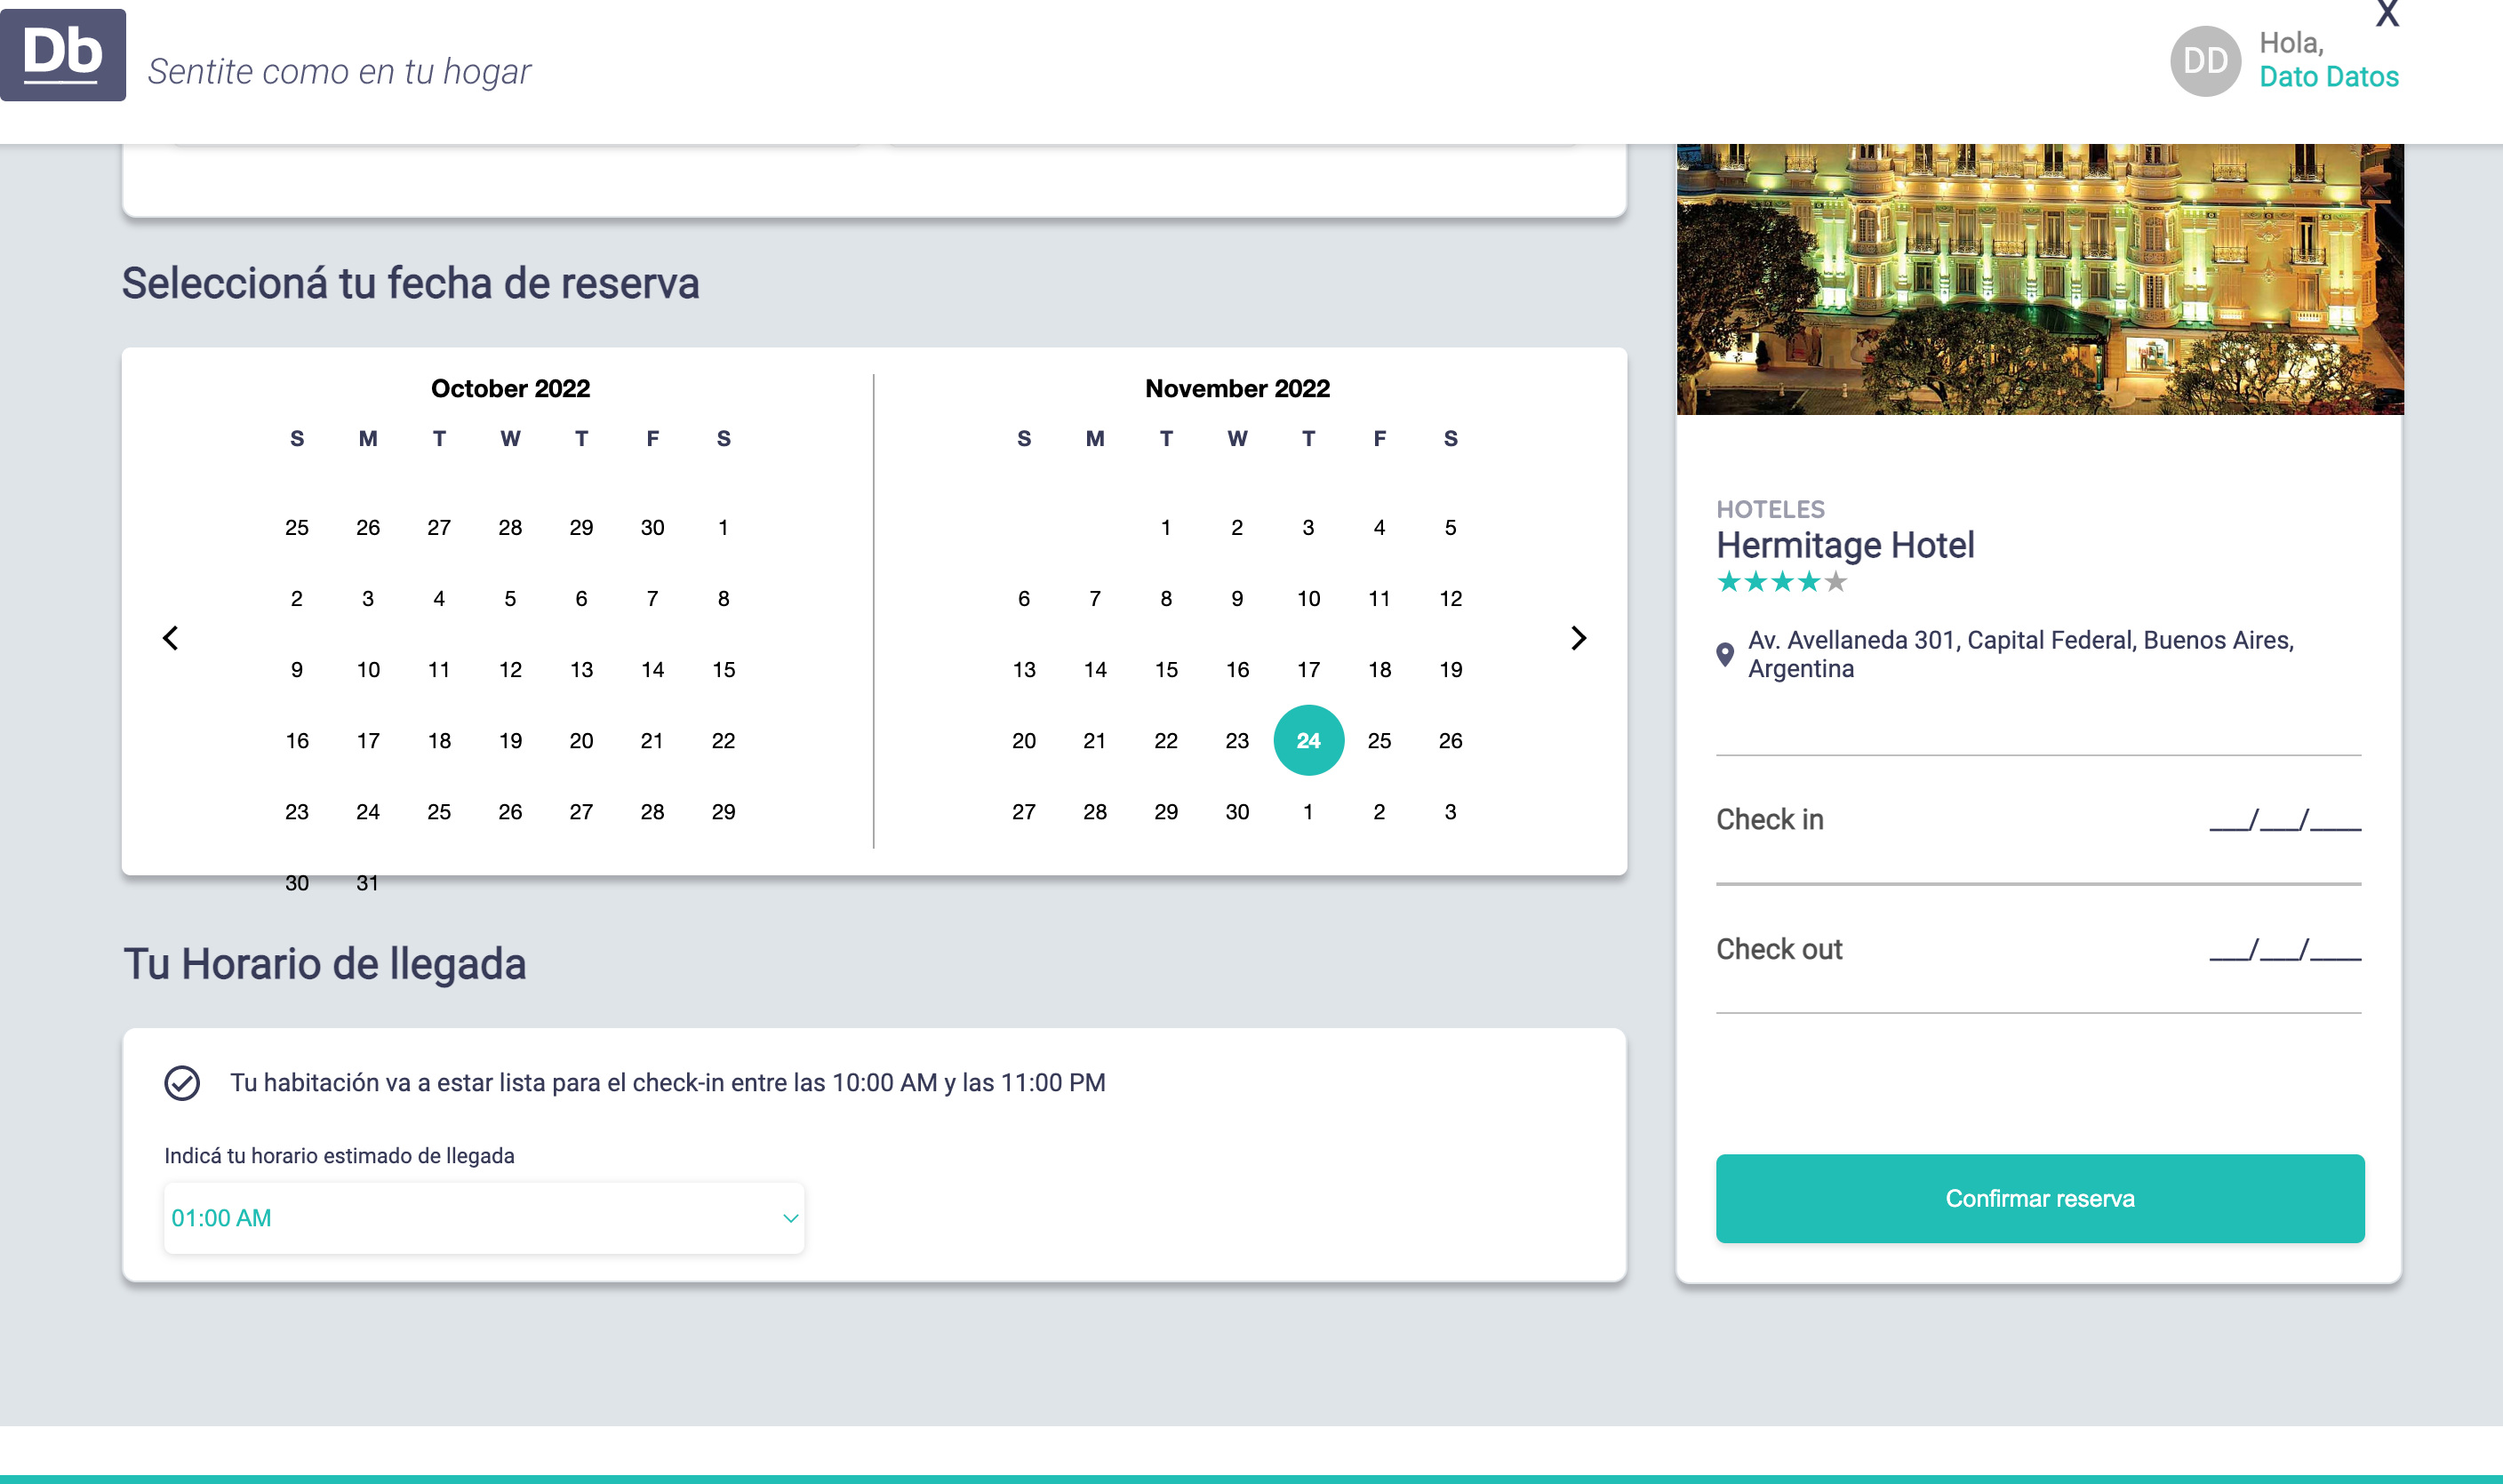 Db
Sentite como en tu hogar
X
DD
Hola,
Dato Datos
Seleccioná tu fecha de reserva
October 2022
S M T W T F S
25 26 27 28 29 30 1
2 3 4 5 6 7 8
9 10 11 12 13 14 15
16 17 18 19 20 21 22
23 24 25 26 27 28 29
30 31
November 2022
S M T W T F S
1 2 3 4 5
6 7 8 9 10 11 12
13 14 15 16 17 18 19
20 21 22 23 24 25 26
27 28 29 30 1 2 3
Tu Horario de llegada
Tu habitación va a estar lista para el check-in entre las 10:00 AM y las 11:00 PM
Indicá tu horario estimado de llegada
01:00 AM
HOTELES
Hermitage Hotel
Av. Avellaneda 301, Capital Federal, Buenos Aires,
Argentina
Check in ___/___/____
Check out ___/___/____
Confirmar reserva